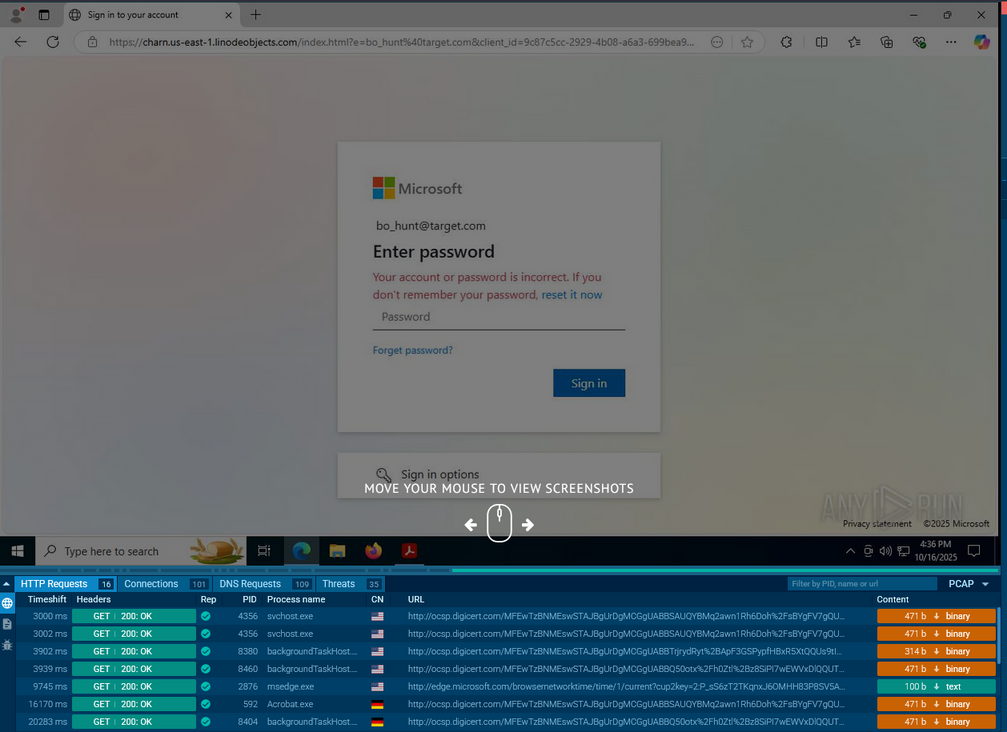 Sign in to your account
https://charn.us-east-1.linodeobjects.com/index.html?e=bo_hunt%40target.com&client_id=9c87c5cc-2929-4b08-a6a3-699bea9...
Microsoft
bo_hunt@target.com
Enter password
Your account or password is incorrect. If you
don't remember your password, reset it now
Password
Forget password?
Sign in
Sign in options
MOVE YOUR MOUSE TO VIEW SCREENSHOTS
ANY RUN
Privacy statement ©2025 Microsoft
Type here to search
4:36 PM
10/16/2025
HTTP Requests 16 Connections 101 DNS Requests 109 Threats 35 Filter by PID, name or url PCAP
Timeshift Headers Rep PID Process name CN URL Content
3000 ms GET 200: OK 4356 svchost.exe 471 b binary
3002 ms GET 200: OK 4356 svchost.exe 471 b binary
3902 ms GET 200: OK 8380 backgroundTaskHost.... 314 b binary
3939 ms GET 200: OK 8460 backgroundTaskHost.... 471 b binary
9745 ms GET 200: OK 2876 msedge.exe 100 b text
16170 ms GET 200: OK 592 Acrobat.exe 471 b binary
20283 ms GET 200: OK 8404 backgroundTaskHost.... 471 b binary